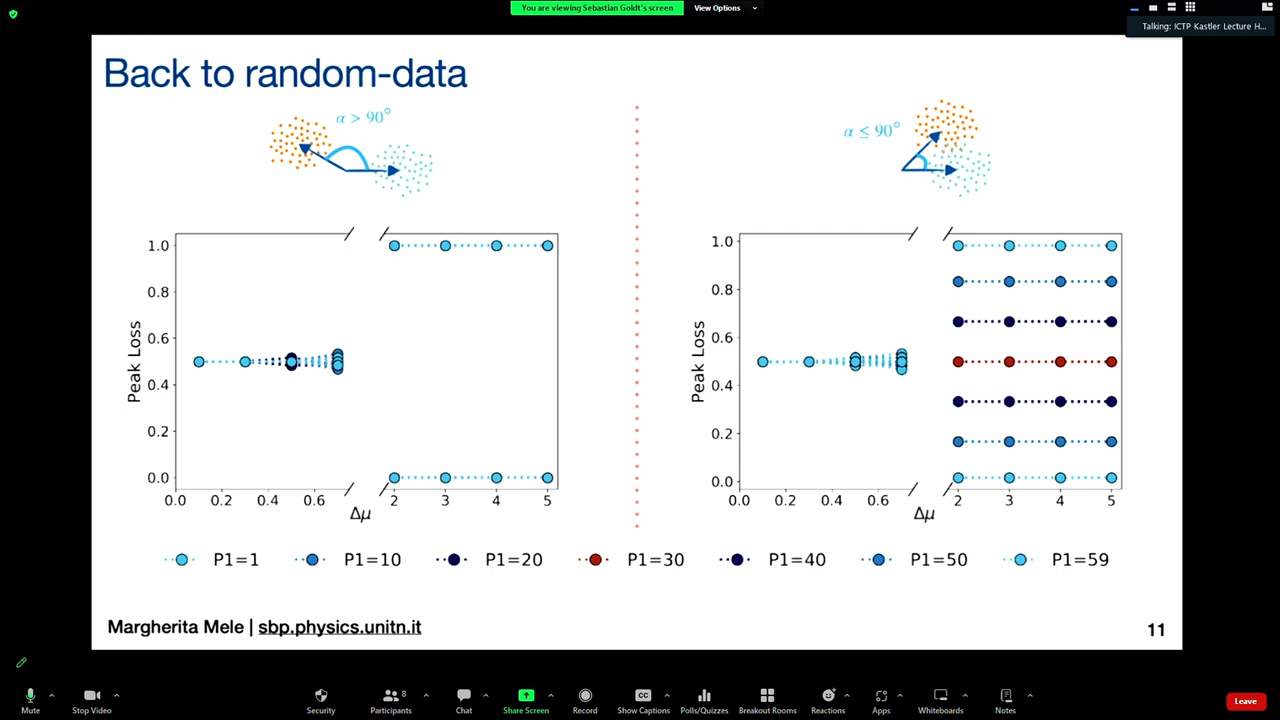 You are viewing Sebastian Goldt's screen
View Options
Talking: ICTP Kastler Lecture H...
Back to random-data
α > 90°
α ≤ 90°
1.0
0.8
0.6
0.4
0.2
0.0
Peak Loss
0.0 0.2 0.4 0.6 2 3 4 5
Δμ
1.0
0.8
0.6
0.4
0.2
0.0
Peak Loss
0.0 0.2 0.4 0.6 2 3 4 5
Δμ
P1=1 P1=10 P1=20 P1=30 P1=40 P1=50 P1=59
Margherita Mele | sbp.physics.unitn.it
11
Mute Stop Video Security Participants 8 Chat Share Screen Record CC Show Captions Polls/Quizzes Breakout Rooms Reactions Apps Whiteboards Notes Leave